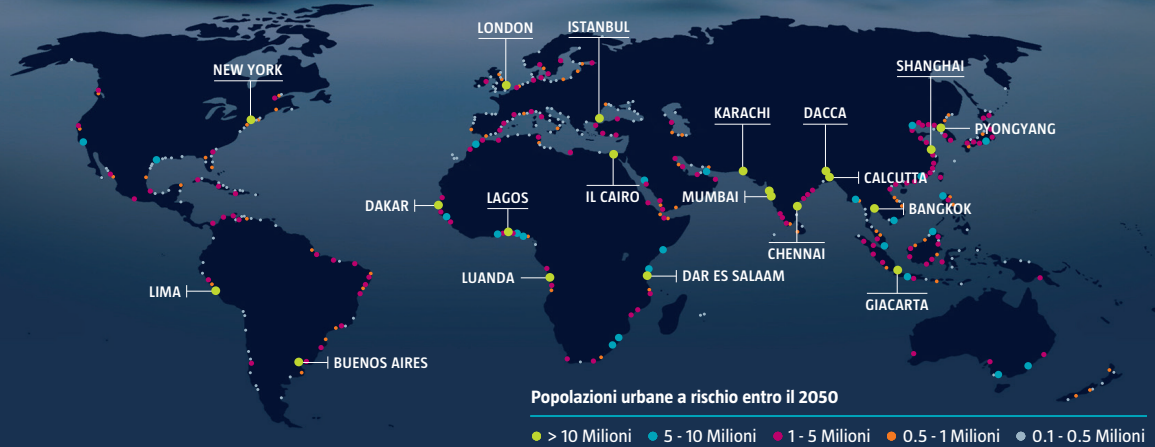 LONDON
ISTANBUL
NEW YORK
SHANGHAI
KARACHI
DACCA
PYONGYANG
CALCUTTA
IL CAIRO
MUMBAI
DAKAR
LAGOS
BANGKOK
CHENNAI
LUANDA
DAR ES SALAAM
LIMA
GIACARTA
BUENOS AIRES
Popolazioni urbane a rischio entro il 2050
> 10 Milioni 5 - 10 Milioni 1 - 5 Milioni 0.5 - 1 Milioni 0.1 - 0.5 Milioni